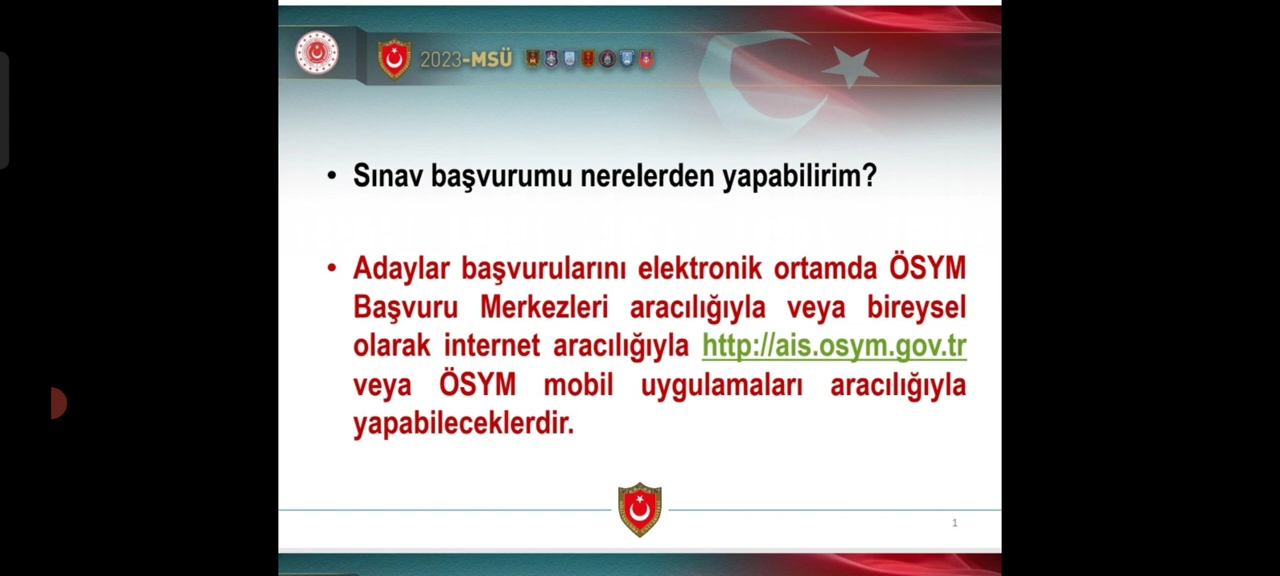 2023-MSÜ
• Sınav başvurumu nerelerden yapabilirim?
• Adaylar başvurularını elektronik ortamda ÖSYM
Başvuru Merkezleri aracılığıyla veya bireysel
olarak internet aracılığıyla http://ais.osym.gov.tr
veya ÖSYM mobil uygulamaları aracılığıyla
yapabileceklerdir.
1